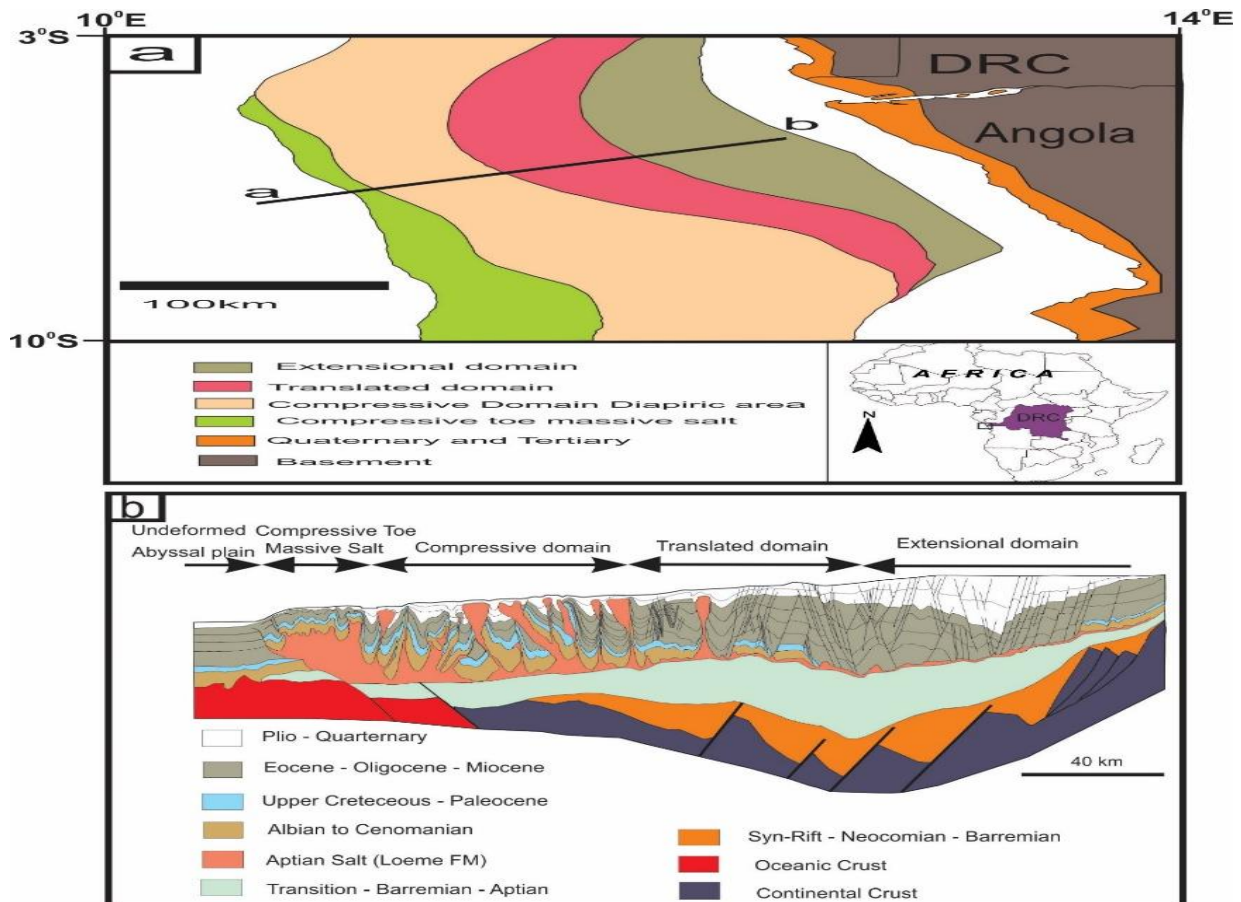 10°E
14°E
3°S
a
DRC
Angola
b
a
100km
10°S
Extensional domain
Translated domain
Compressive Domain Diapiric area
Compressive toe massive salt
Quaternary and Tertiary
Basement
AFRICA
DRC
N
b
Undeformed
Abyssal plain
Compressive Toe
Massive Salt
Compressive domain
Translated domain
Extensional domain
40 km
Plio - Quarternary
Eocene - Oligocene - Miocene
Upper Creteceous - Paleocene
Albian to Cenomanian
Aptian Salt (Loeme FM)
Transition - Barremian - Aptian
Syn-Rift - Neocomian - Barremian
Oceanic Crust
Continental Crust